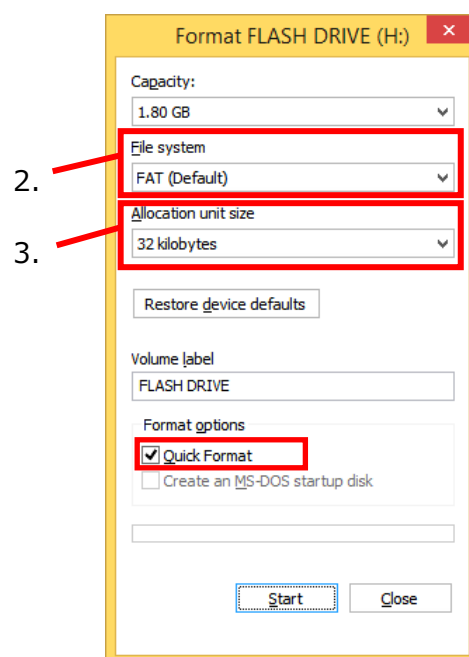 Format FLASH DRIVE (H:)
Capacity:
1.80 GB
File system
2.
FAT (Default)
Allocation unit size
3.
32 kilobytes
Restore device defaults
Volume label
FLASH DRIVE
Format options
Quick Format
Create an MS-DOS startup disk
Start Close